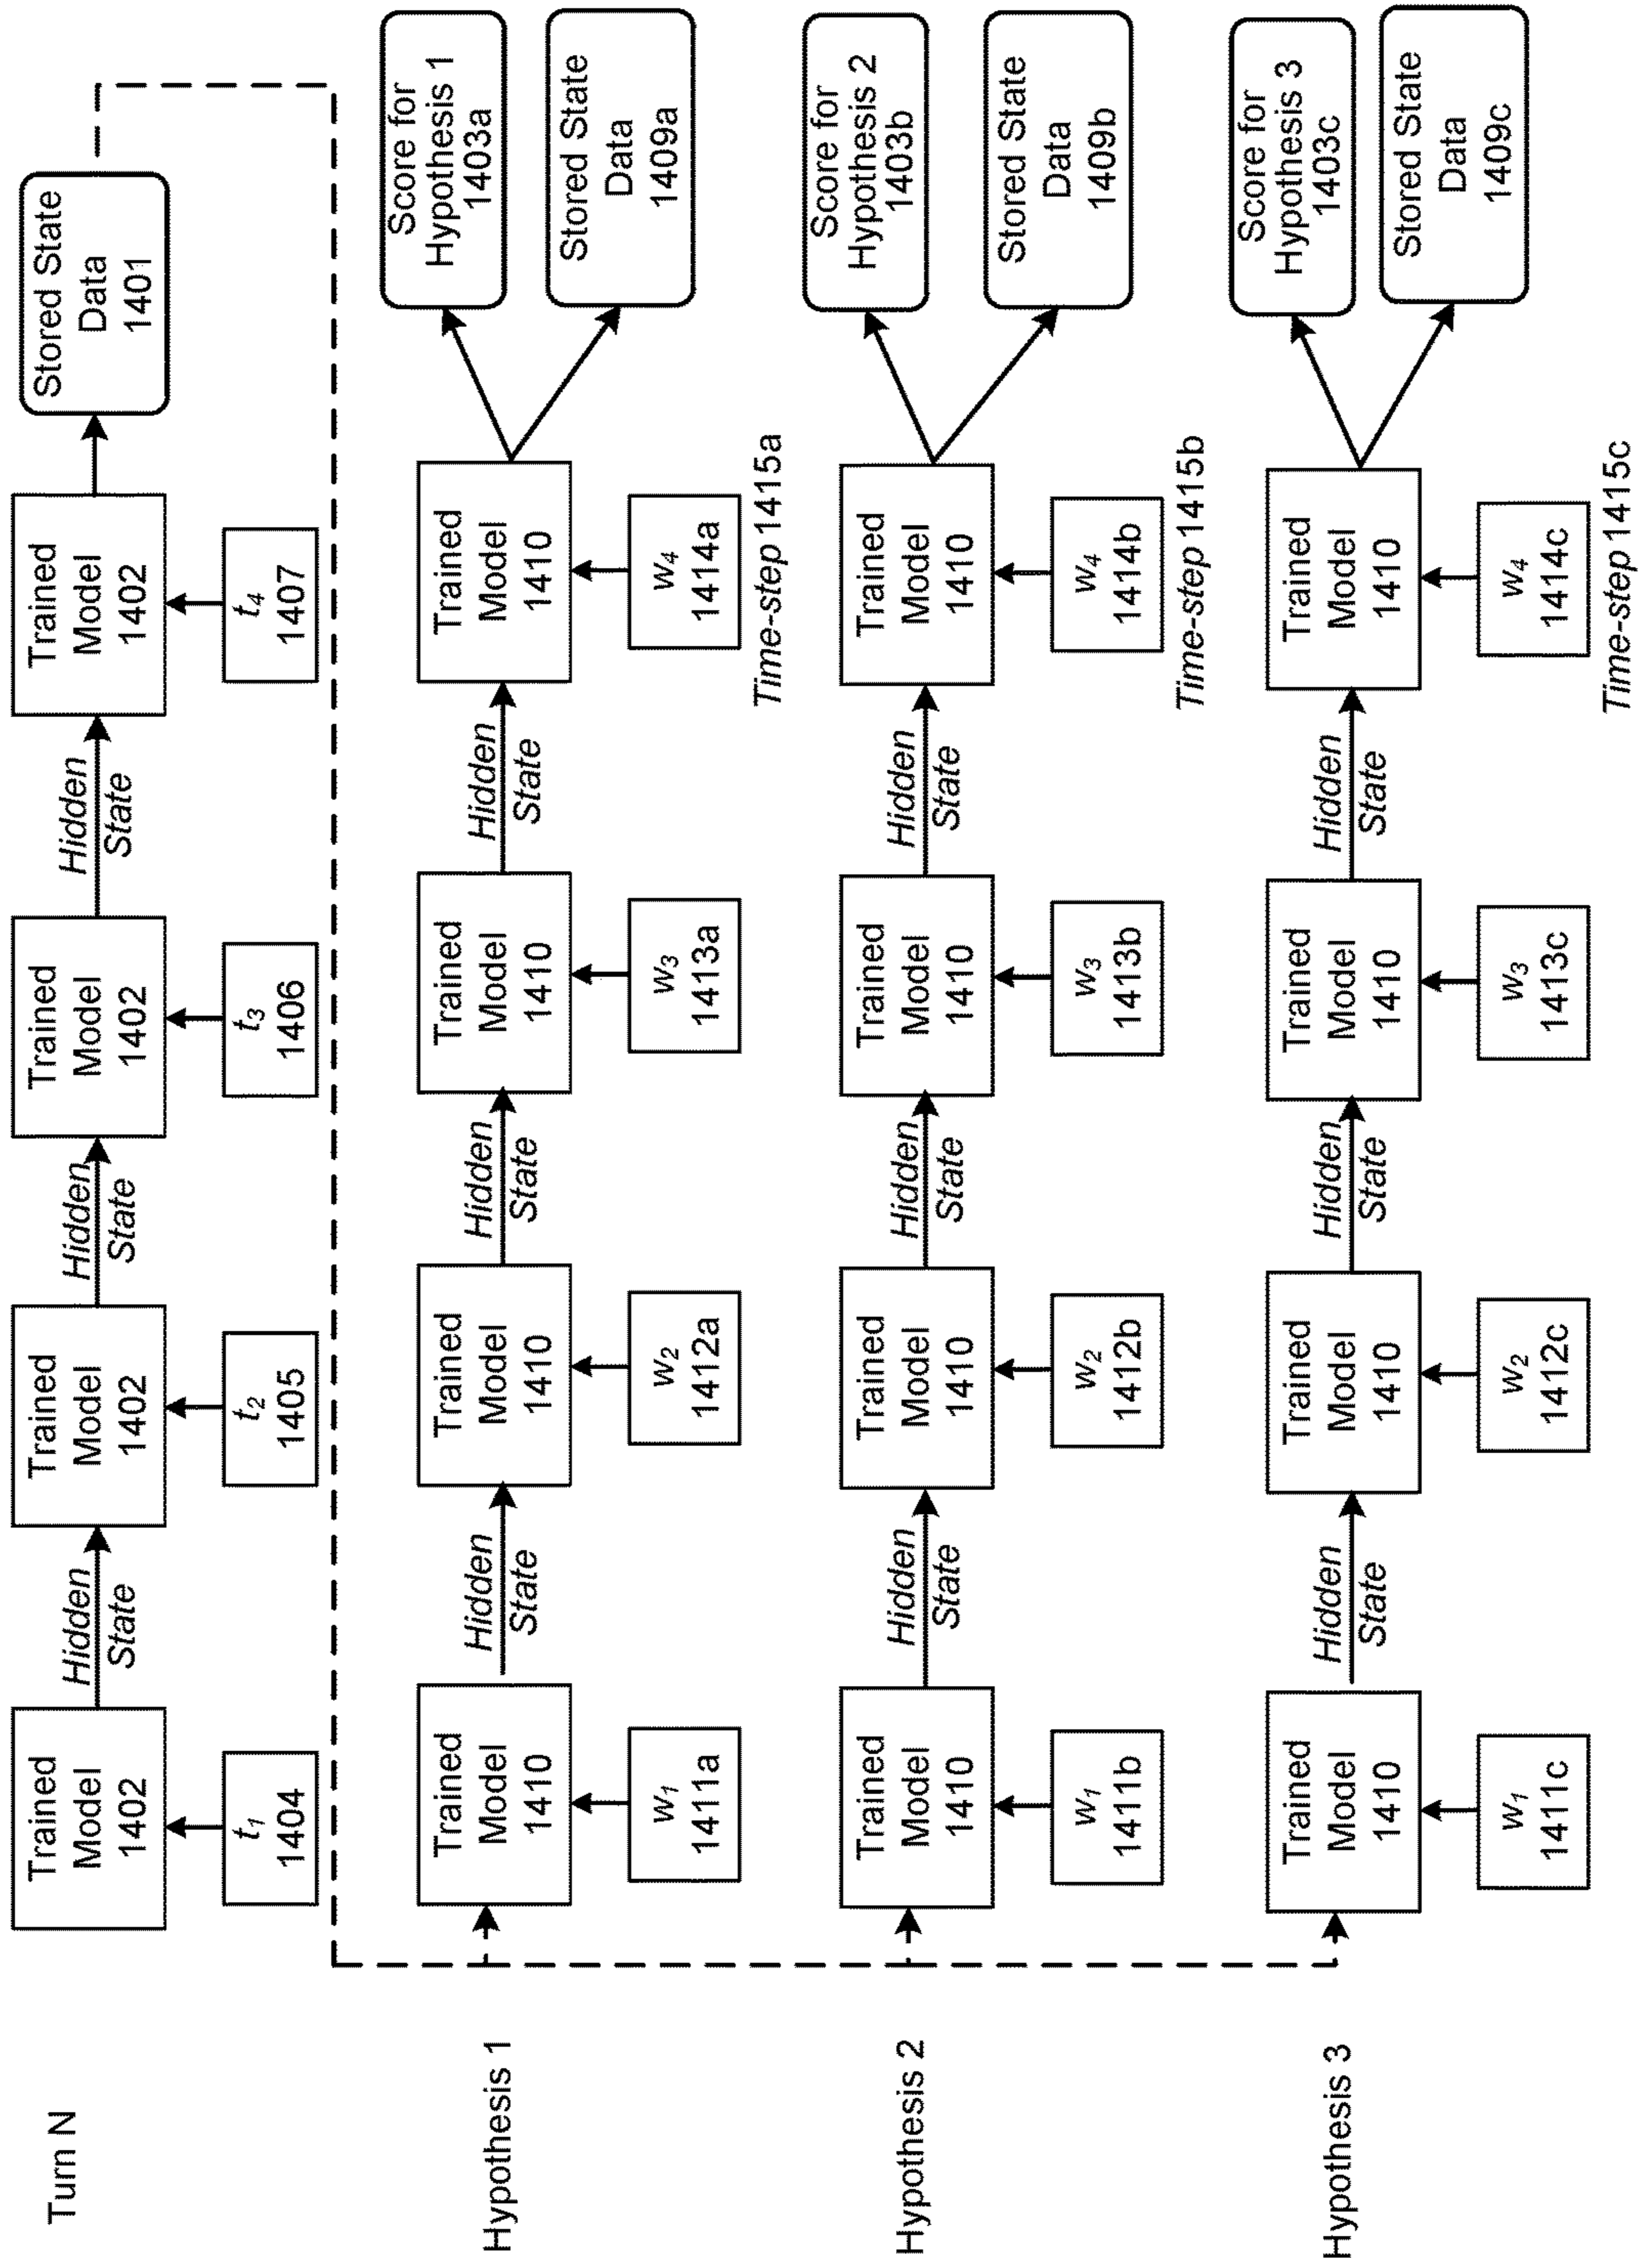 Turn N
Trained
Model
1402
Hidden
State
Trained
Model
1402
Hidden
State
Trained
Model
1402
Hidden
State
Trained
Model
1402
Stored State
Data
1401
t1
1404
t2
1405
t3
1406
t4
1407
Hypothesis 1
Trained
Model
1410
Hidden
State
Trained
Model
1410
Hidden
State
Trained
Model
1410
Hidden
State
Trained
Model
1410
Score for
Hypothesis 1
1403a
Stored State
Data
1409a
w1
1411a
w2
1412a
w3
1413a
w4
1414a
Time-step 1415a
Hypothesis 2
Trained
Model
1410
Hidden
State
Trained
Model
1410
Hidden
State
Trained
Model
1410
Hidden
State
Trained
Model
1410
Score for
Hypothesis 2
1403b
Stored State
Data
1409b
w1
1411b
w2
1412b
w3
1413b
w4
1414b
Time-step 1415b
Hypothesis 3
Trained
Model
1410
Hidden
State
Trained
Model
1410
Hidden
State
Trained
Model
1410
Hidden
State
Trained
Model
1410
Score for
Hypothesis 3
1403c
Stored State
Data
1409c
w1
1411c
w2
1412c
w3
1413c
w4
1414c
Time-step 1415c